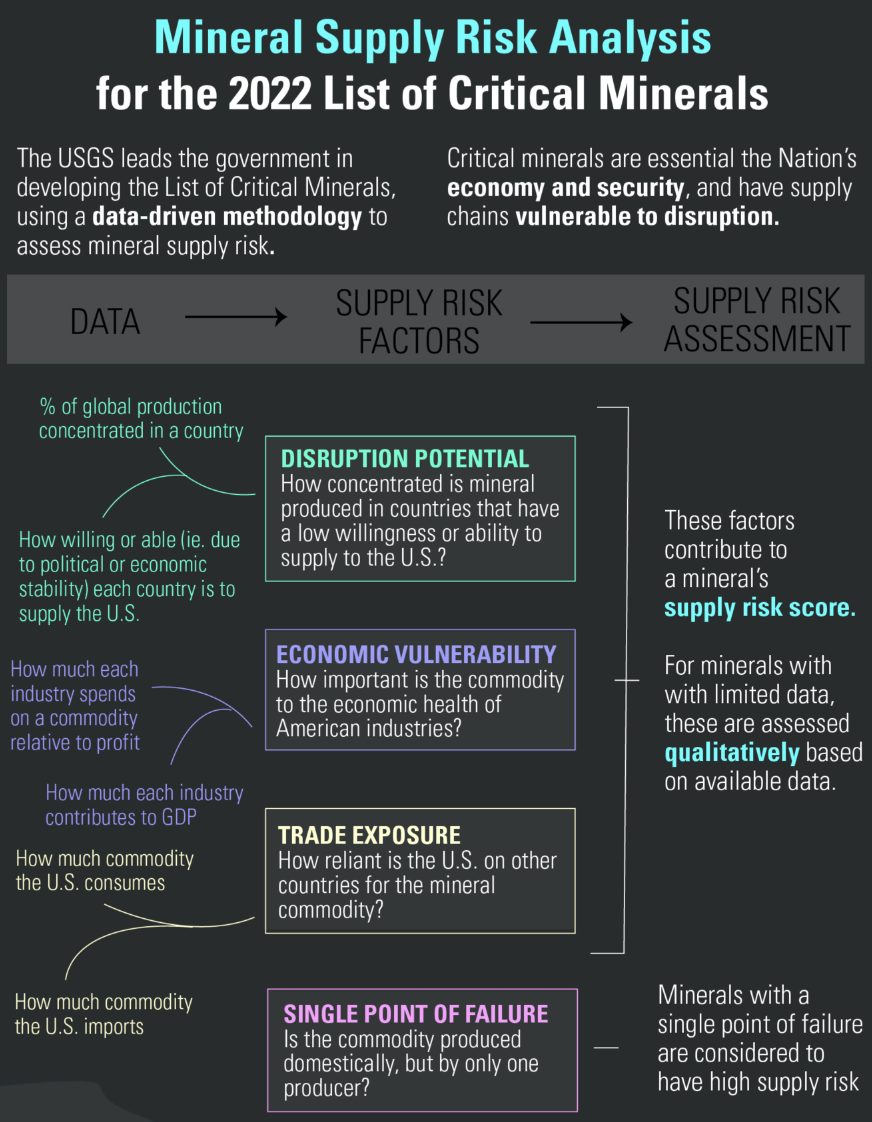 Mineral Supply Risk Analysis
for the 2022 List of Critical Minerals
The USGS leads the government in
developing the List of Critical Minerals,
using a data-driven methodology to
assess mineral supply risk.
Critical minerals are essential the Nation's
economy and security, and have supply
chains vulnerable to disruption.
DATA
SUPPLY RISK
FACTORS
SUPPLY RISK
ASSESSMENT
% of global production
concentrated in a country
How willing or able (ie. due
to political or economic
stability) each country is to
supply the U.S.
DISRUPTION POTENTIAL
How concentrated is mineral
produced in countries that have
a low willingness or ability to
supply to the U.S.?
How much each
industry spends
on a commodity
relative to profit
How much each industry
contributes to GDP
ECONOMIC VULNERABILITY
How important is the commodity
to the economic health of
American industries?
How much commodity
the U.S. consumes
How much commodity
the U.S. imports
TRADE EXPOSURE
How reliant is the U.S. on other
countries for the mineral
commodity?
These factors
contribute to
a mineral's
supply risk score.
For minerals with
with limited data,
these are assessed
qualitatively based
on available data.
SINGLE POINT OF FAILURE
Is the commodity produced
domestically, but by only one
producer?
Minerals with a
single point of failure
are considered to
have high supply risk